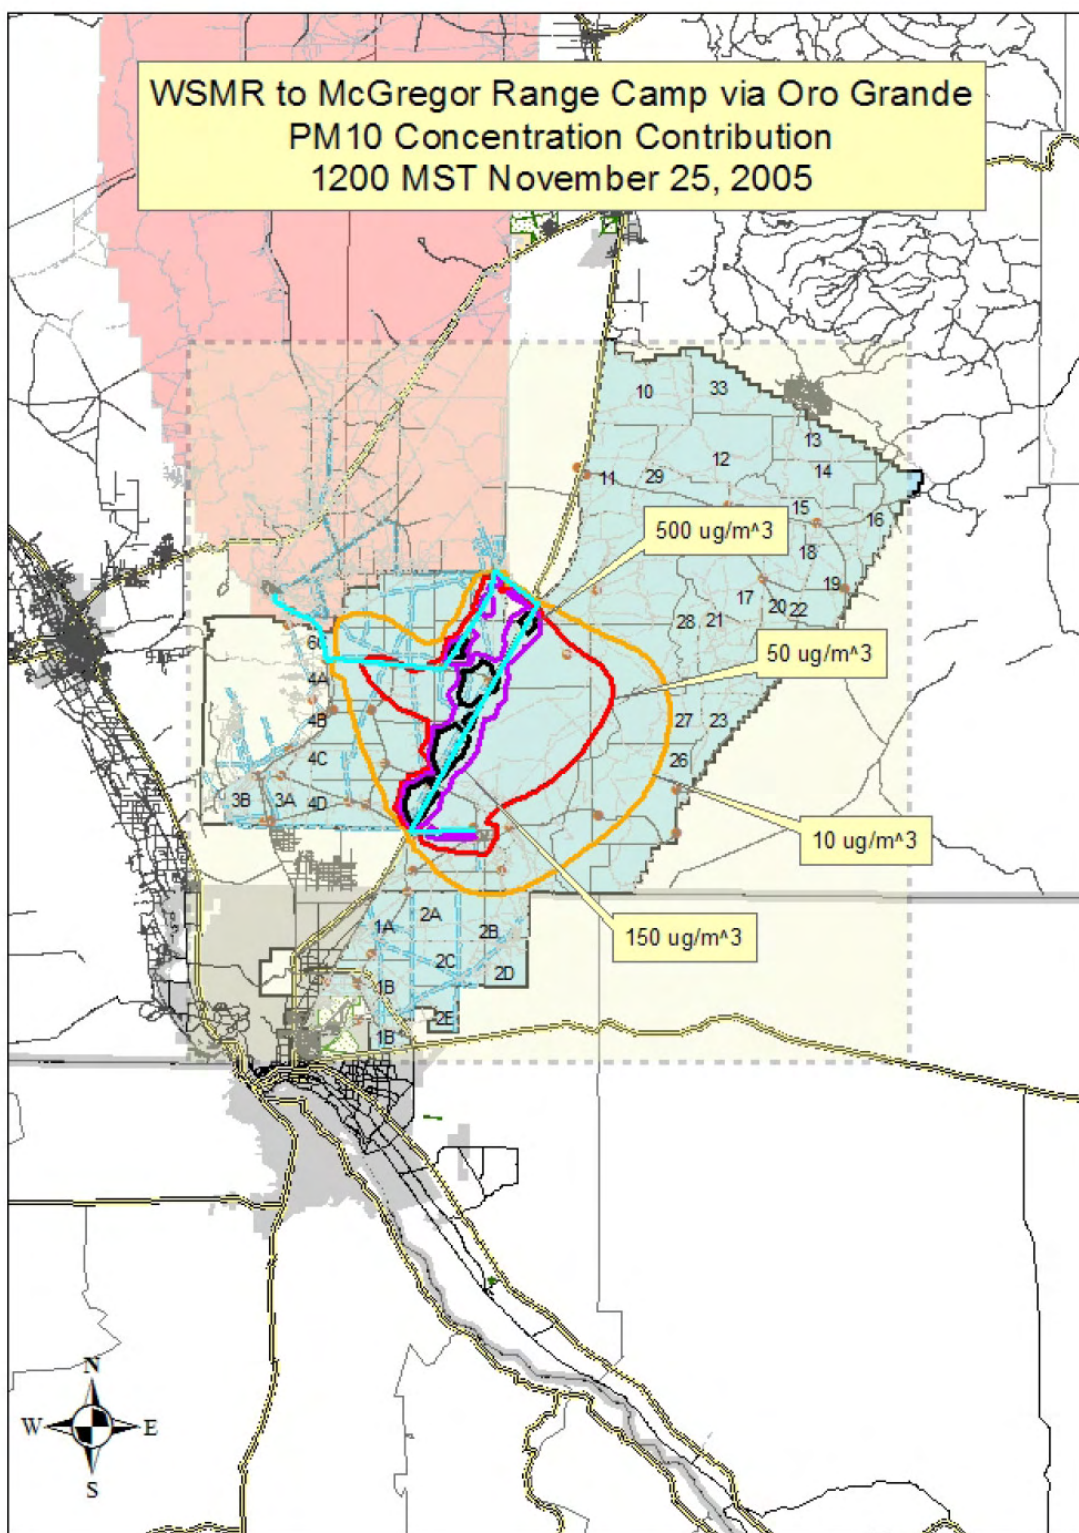 WSMR to McGregor Range Camp via Oro Grande
PM10 Concentration Contribution
1200 MST November 25, 2005
10
33
13
12
14
11
29
15
16
500 ug/m^3
18
17
19
20
22
28
21
6C
50 ug/m^3
4A
4B
27
23
4C
26
3B
3A
4D
10 ug/m^3
2A
1A
2B
150 ug/m^3
2C
2D
1B
2E
1B
N
W
E
S